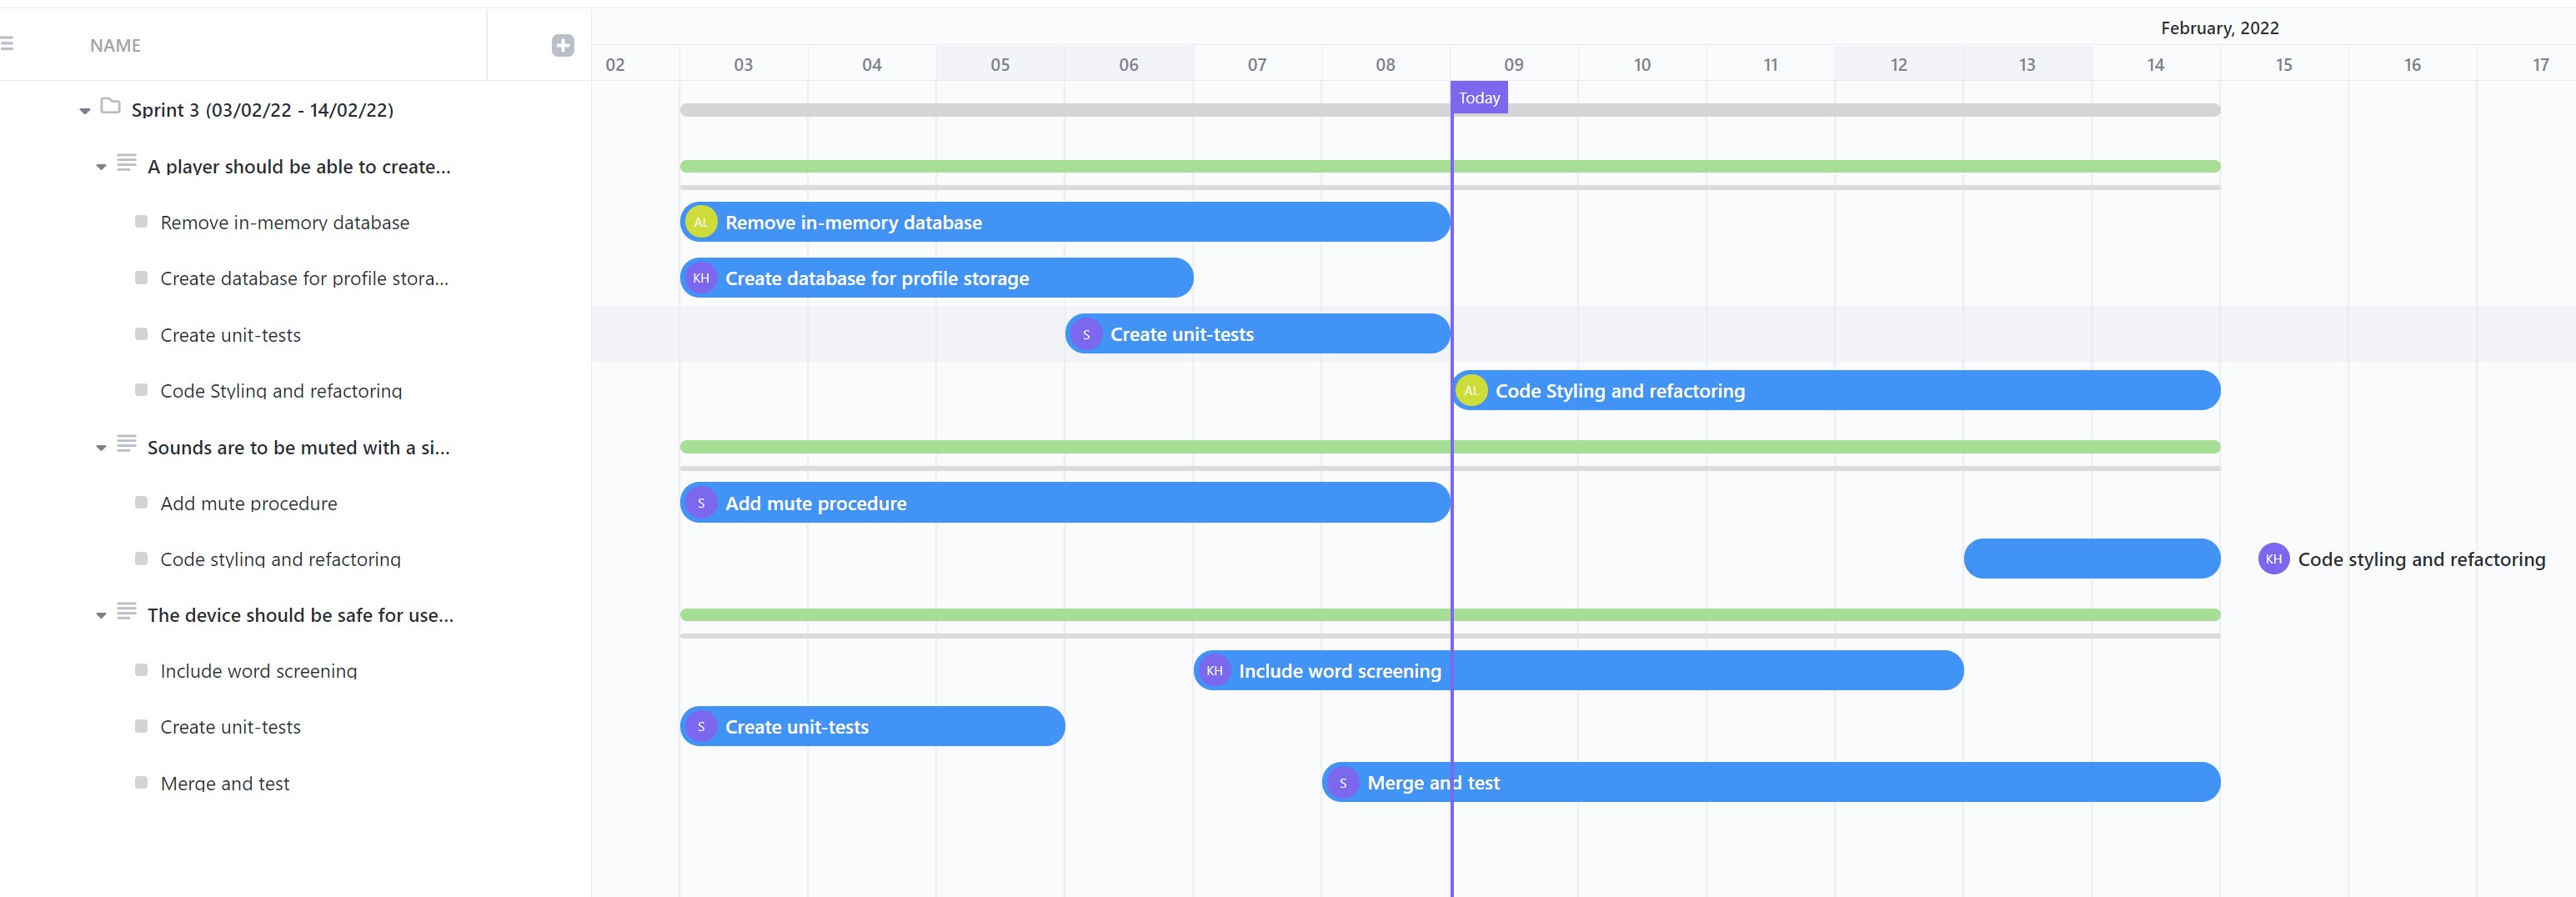 February, 2022
NAME
02 03 04 05 06 07 08 09 10 11 12 13 14 15 16 17
Today
Sprint 3 (03/02/22 - 14/02/22)
A player should be able to create...
Remove in-memory database AL Remove in-memory database
Create database for profile stora... KH Create database for profile storage
Create unit-tests S Create unit-tests
Code Styling and refactoring AL Code Styling and refactoring
Sounds are to be muted with a si...
Add mute procedure S Add mute procedure
Code styling and refactoring KH Code styling and refactoring
The device should be safe for use...
Include word screening KH Include word screening
Create unit-tests S Create unit-tests
Merge and test S Merge and test